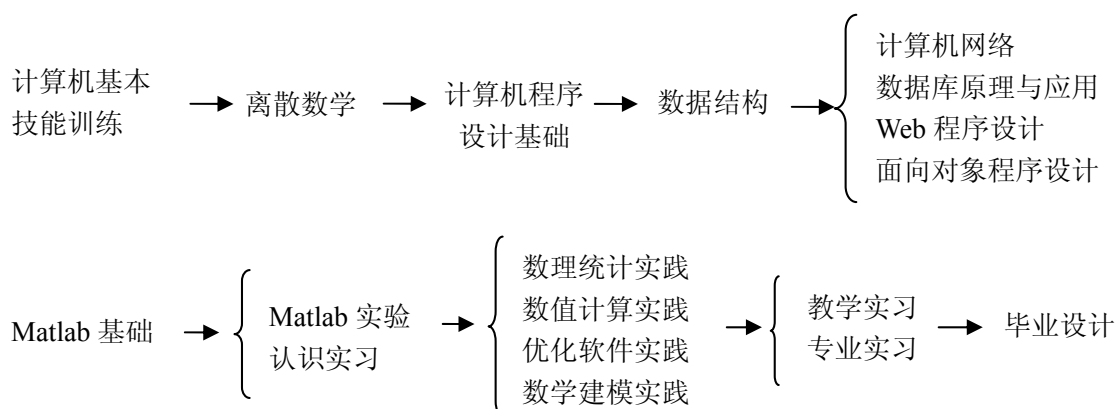 计算机基本
技能训练
离散数学
计算机程序
设计基础
数据结构
计算机网络
数据库原理与应用
Web 程序设计
面向对象程序设计
Matlab 基础
Matlab 实验
认识实习
数理统计实践
数值计算实践
优化软件实践
数学建模实践
教学实习
专业实习
毕业设计